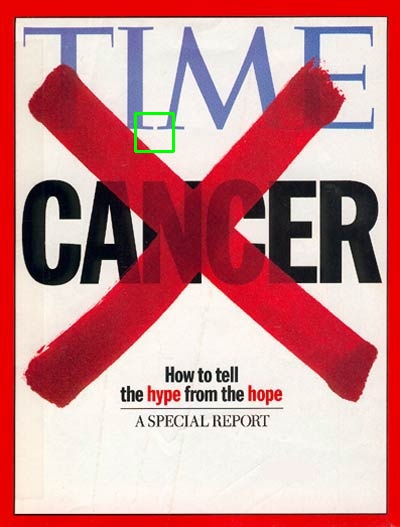 TIME
CANCER
How to tell
the hype from the hope
A SPECIAL REPORT